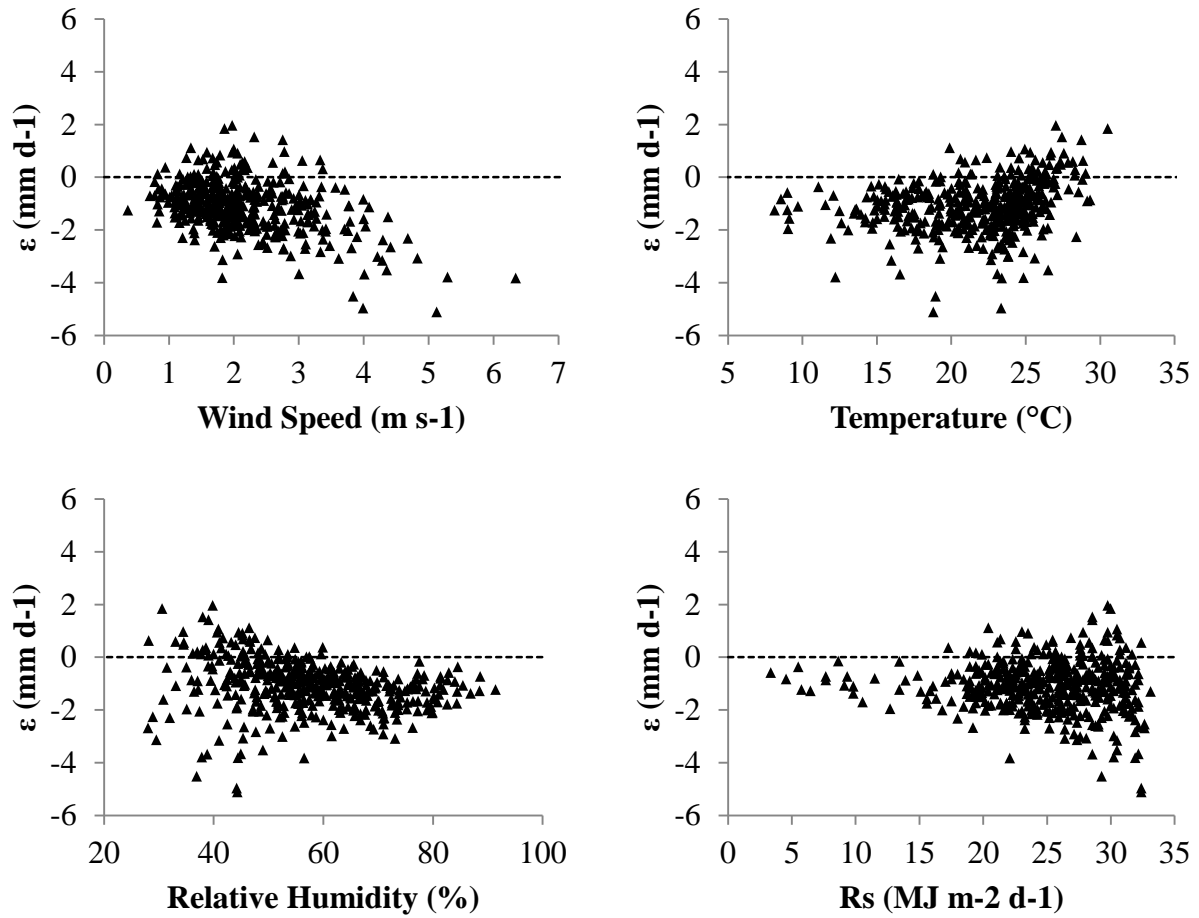 6
4
2
0
-2
-4
-6
ε (mm d-1)
0 1 2 3 4 5 6 7
Wind Speed (m s-1)
6
4
2
0
-2
-4
-6
ε (mm d-1)
5 10 15 20 25 30 35
Temperature (°C)
6
4
2
0
-2
-4
-6
ε (mm d-1)
20 40 60 80 100
Relative Humidity (%)
6
4
2
0
-2
-4
-6
ε (mm d-1)
0 5 10 15 20 25 30 35
Rs (MJ m-2 d-1)